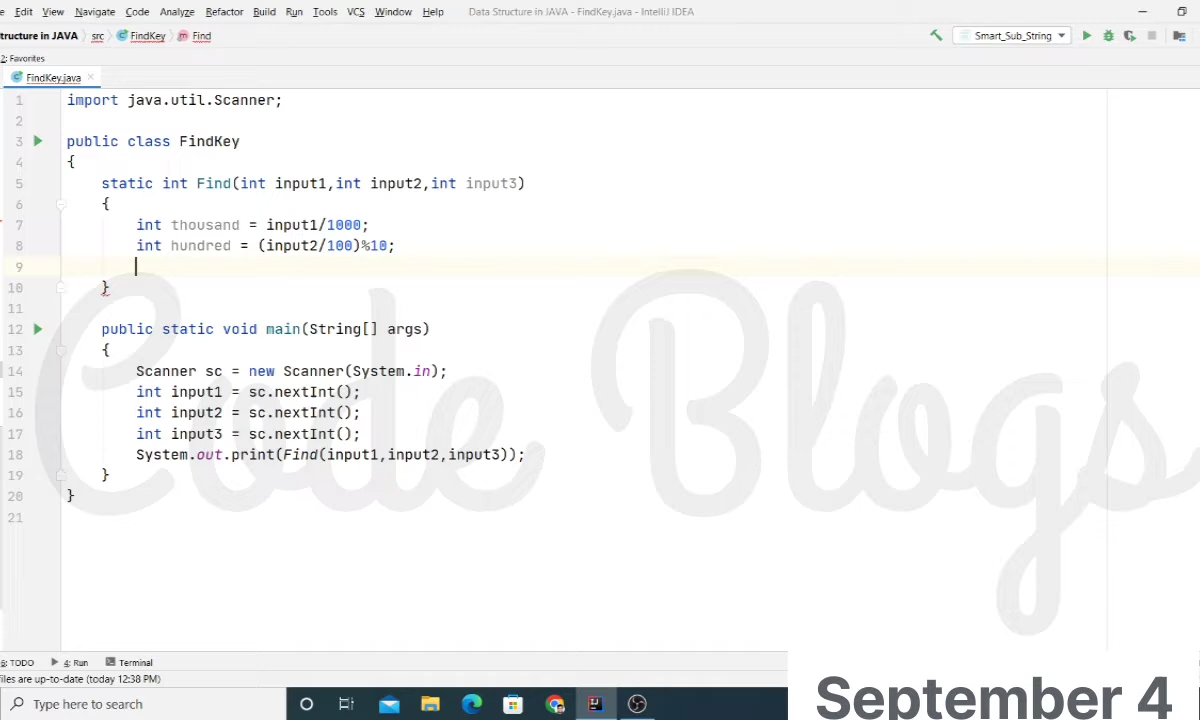 e Edit View Navigate Code Analyze Refactor Build Run Tools VCS Window Help Data Structure in JAVA - FindKey.java - IntelliJ IDEA
tructure in JAVA src FindKey Find Smart_Sub_String
2: Favorites
FindKey.java
1 import java.util.Scanner;
2
3 public class FindKey
4 {
5 static int Find(int input1,int input2,int input3)
6 {
7 int thousand = input1/1000;
8 int hundred = (input2/100)%10;
9
10 }
11
12 public static void main(String[] args)
13 {
14 Scanner sc = new Scanner(System.in);
15 int input1 = sc.nextInt();
16 int input2 = sc.nextInt();
17 int input3 = sc.nextInt();
18 System.out.print(Find(input1,input2,input3));
19 }
20 }
21
Code Blogs
6: TODO 4: Run Terminal
iles are up-to-date (today 12:38 PM)
Type here to search
September 4